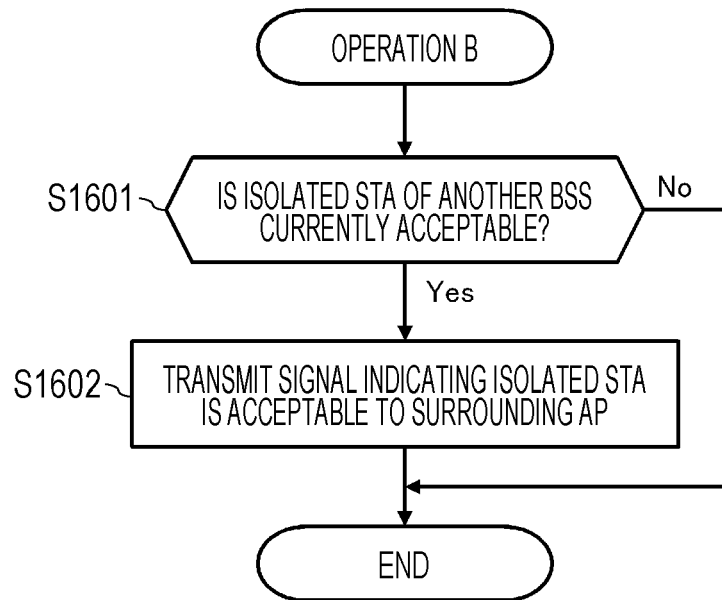 OPERATION B
S1601
IS ISOLATED STA OF ANOTHER BSS
CURRENTLY ACCEPTABLE?
No
Yes
S1602
TRANSMIT SIGNAL INDICATING ISOLATED STA
IS ACCEPTABLE TO SURROUNDING AP
END